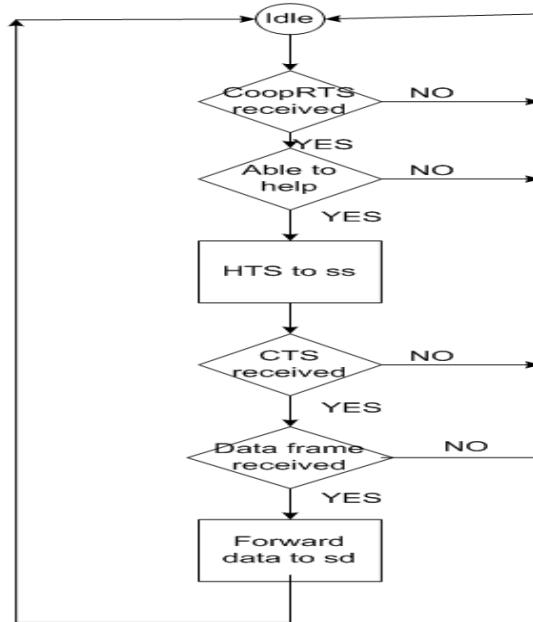 Idle
CoopRTS
received
NO
YES
Able to
help
NO
YES
HTS to ss
CTS
received
NO
YES
Data frame
received
NO
YES
Forward
data to sd